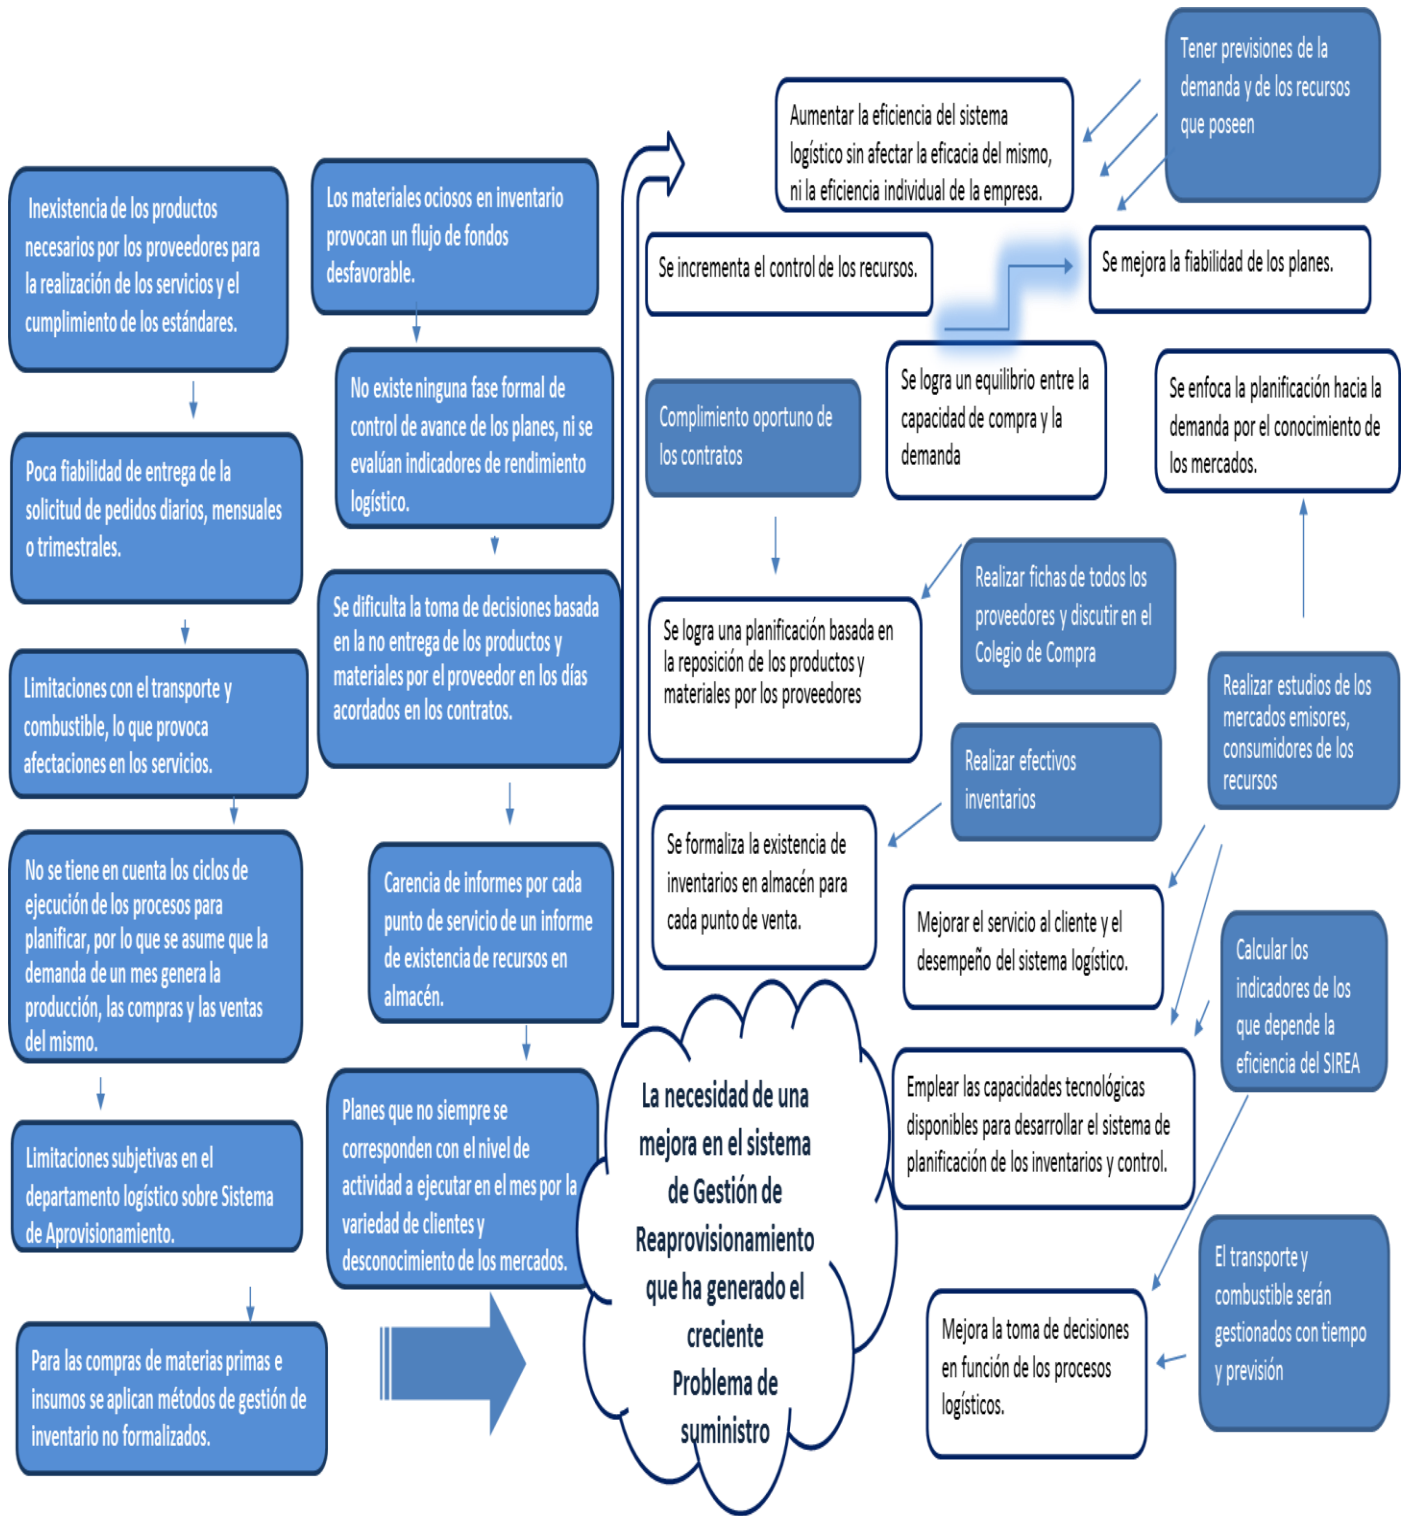 Inexistencia de los productos
necesarios por los proveedores para
la realización de los servicios y el
cumplimiento de los estándares.
Poca fiabilidad de entrega de la
solicitud de pedidos diarios, mensuales
o trimestrales.
Limitaciones con el transporte y
combustible, lo que provoca
afectaciones en los servicios.
No se tiene en cuenta los ciclos de
ejecución de los procesos para
planificar, por lo que se asume que la
demanda de un mes genera la
producción, las compras y las ventas
del mismo.
Limitaciones subjetivas en el
departamento logístico sobre Sistema
de Aprovisionamiento.
Para las compras de materias primas e
insumos se aplican métodos de gestión de
inventario no formalizados.
Los materiales ociosos en inventario
provocan un flujo de fondos
desfavorable.
No existe ninguna fase formal de
control de avance de los planes, ni se
evalúan indicadores de rendimiento
logístico.
Se dificulta la toma de decisiones basada
en la no entrega de los productos y
materiales por el proveedor en los días
acordados en los contratos.
Carencia de informes por cada
punto de servicio de un informe
de existencia de recursos en
almacén.
Planes que no siempre se
corresponden con el nivel de
actividad a ejecutar en el mes por la
variedad de clientes y
desconocimiento de los mercados.
La necesidad de una
mejora en el sistema
de Gestión de
Reaprovisionamiento
que ha generado el
creciente
Problema de
suministro
Tener previsiones de la
demanda y de los recursos
que poseen
Aumentar la eficiencia del sistema
logístico sin afectar la eficacia del mismo,
ni la eficiencia individual de la empresa.
Se incrementa el control de los recursos.
Se mejora la fiabilidad de los planes.
Complimiento oportuno de
los contratos
Se logra un equilibrio entre la
capacidad de compra y la
demanda
Se enfoca la planificación hacia la
demanda por el conocimiento de
los mercados.
Se logra una planificación basada en
la reposición de los productos y
materiales por los proveedores
Realizar fichas de todos los
proveedores y discutir en el
Colegio de Compra
Realizar estudios de los
mercados emisores,
consumidores de los
recursos
Realizar efectivos
inventarios
Se formaliza la existencia de
inventarios en almacén para
cada punto de venta.
Mejorar el servicio al cliente y el
desempeño del sistema logístico.
Calcular los
indicadores de los
que depende la
eficiencia del SIREA
Emplear las capacidades tecnológicas
disponibles para desarrollar el sistema de
planificación de los inventarios y control.
El transporte y
combustible serán
gestionados con tiempo
y previsión
Mejora la toma de decisiones
en función de los procesos
logísticos.